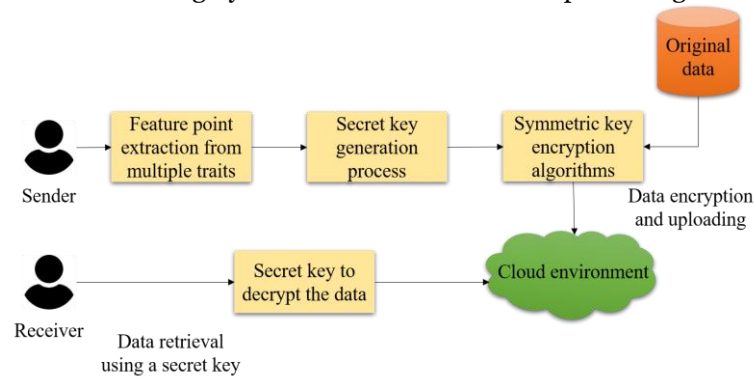 Original
data
Feature point
extraction from
multiple traits
Secret key
generation
process
Symmetric key
encryption
algorithms
Sender
Data encryption
and uploading
Secret key to
decrypt the data
Cloud environment
Receiver
Data retrieval
using a secret key